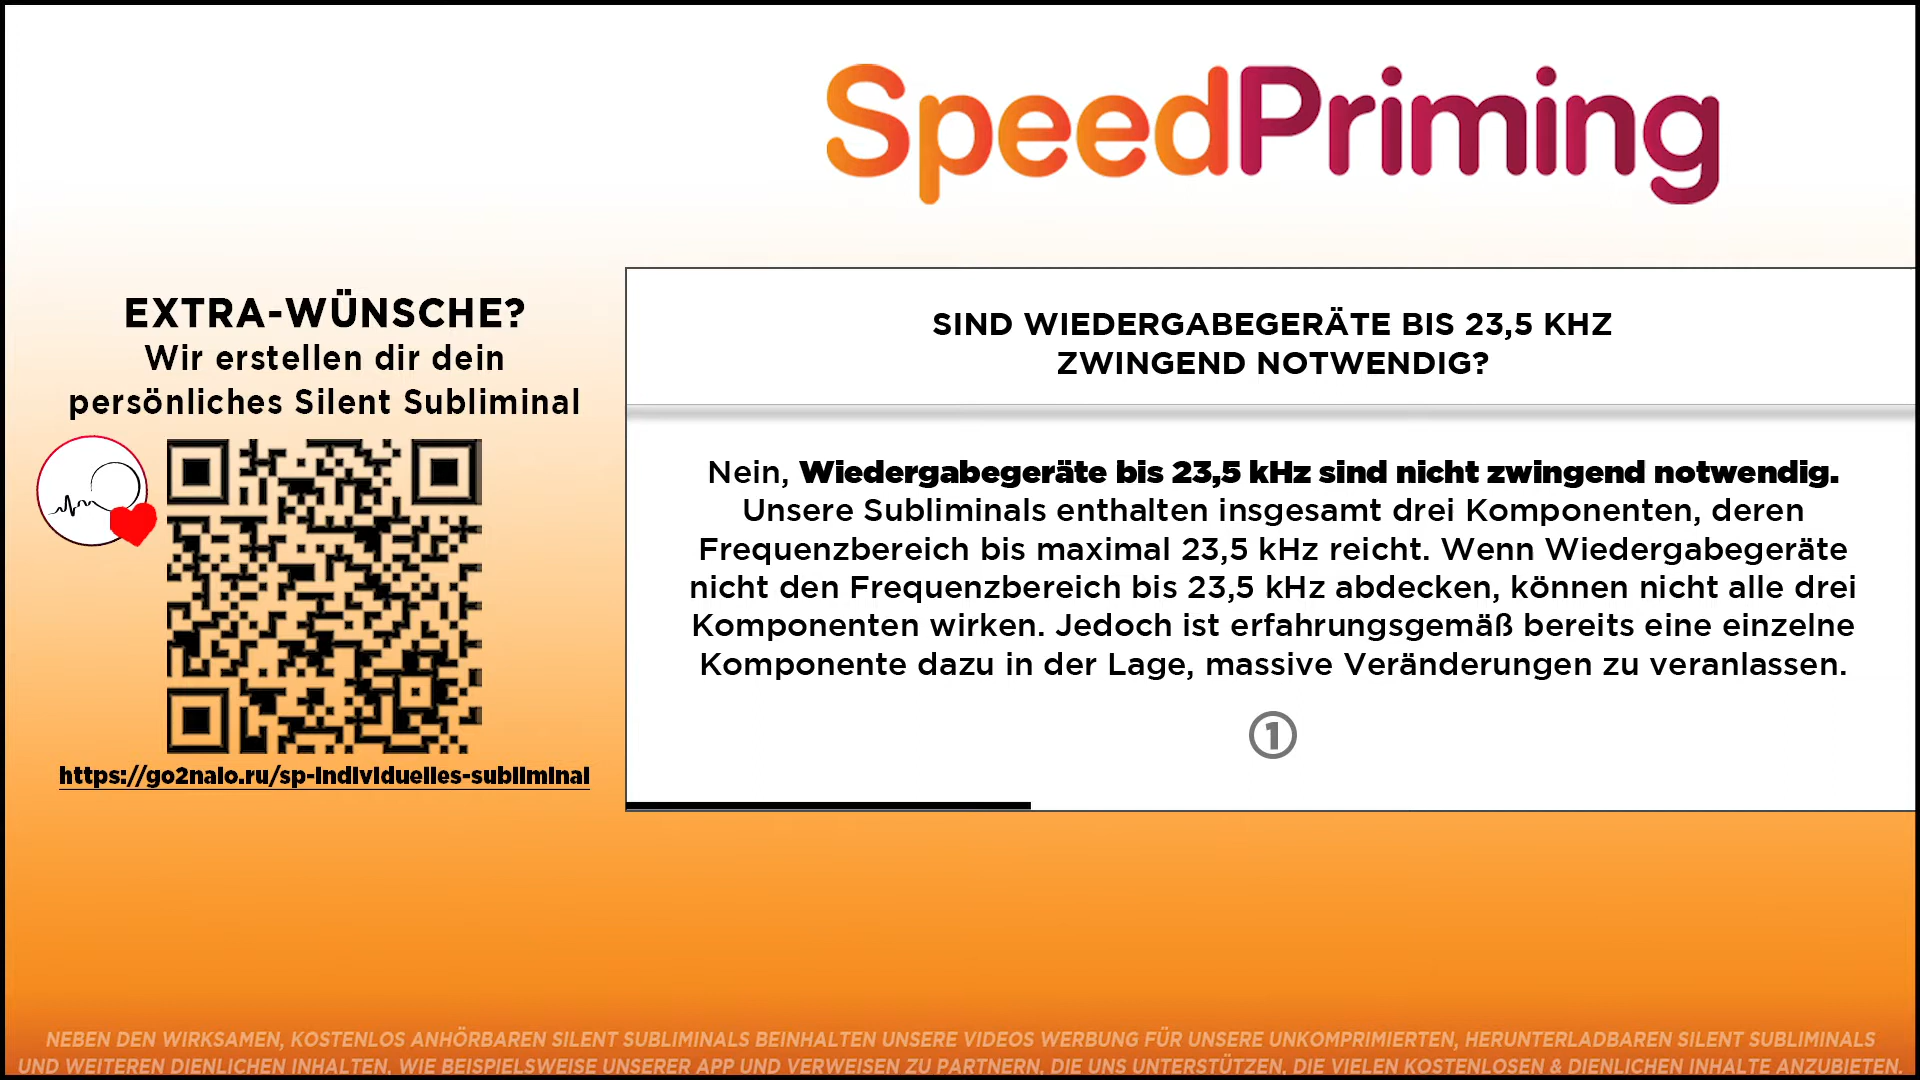 SpeedPriming
EXTRA-WÜNSCHE?
Wir erstellen dir dein
persönliches Silent Subliminal
https://go2nalo.ru/sp-individuelles-subliminal
SIND WIEDERGABEGERÄTE BIS 23,5 KHZ
ZWINGEND NOTWENDIG?
Nein, Wiedergabegeräte bis 23,5 kHz sind nicht zwingend notwendig.
Unsere Subliminals enthalten insgesamt drei Komponenten, deren
Frequenzbereich bis maximal 23,5 kHz reicht. Wenn Wiedergabegeräte
nicht den Frequenzbereich bis 23,5 kHz abdecken, können nicht alle drei
Komponenten wirken. Jedoch ist erfahrungsgemäß bereits eine einzelne
Komponente dazu in der Lage, massive Veränderungen zu veranlassen.
①
NEBEN DEN WIRKSAMEN, KOSTENLOS ANHÖRBAREN SILENT SUBLIMINALS BEINHALTEN UNSERE VIDEOS WERBUNG FÜR UNSERE UNKOMPRIMIERTEN, HERUNTERLADBAREN SILENT SUBLIMINALS
UND WEITEREN DIENLICHEN INHALTEN, WIE BEISPIELSWEISE UNSERER APP UND VERWEISEN ZU PARTNERN, DIE UNS UNTERSTÜTZEN, DIE VIELEN KOSTENLOSEN & DIENLICHEN INHALTE ANZUBIETEN.